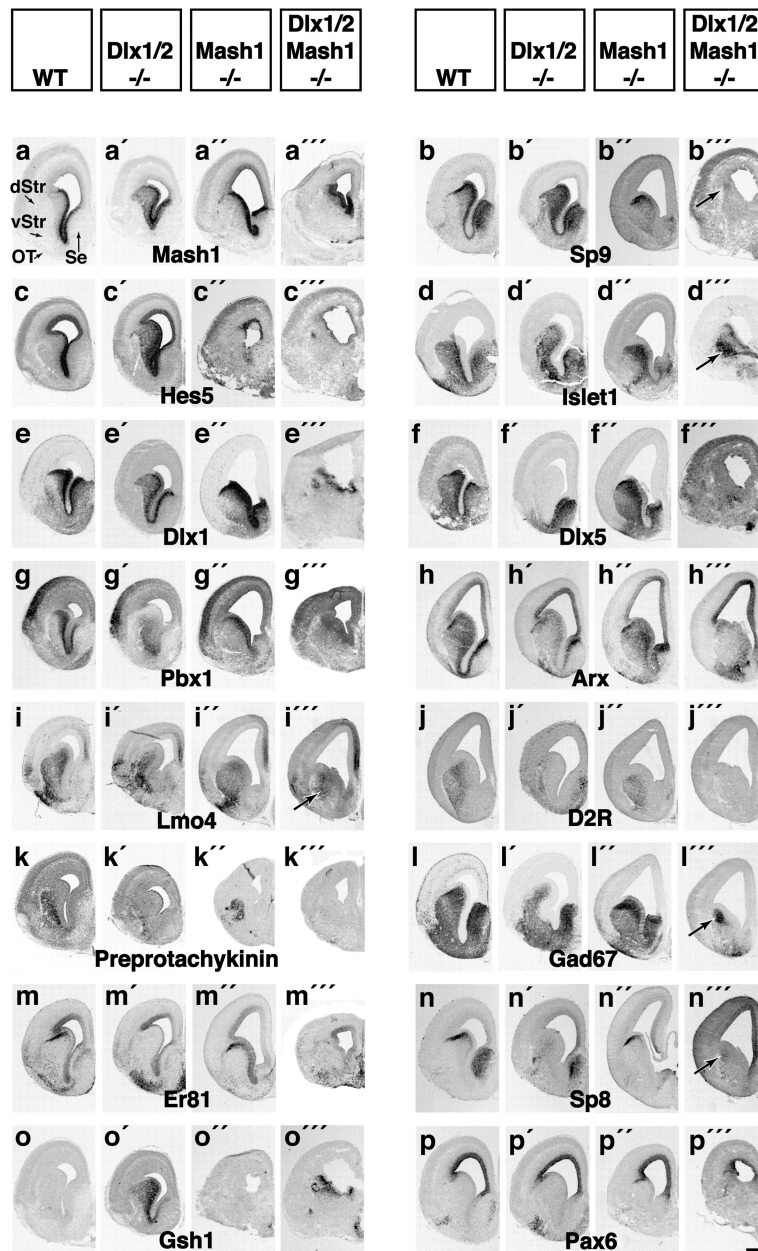 WT Dlx1/2 -/- Mash1 -/- Dlx1/2 Mash1 -/- WT Dlx1/2 -/- Mash1 -/- Dlx1/2 Mash1 -/-
a a´ a´´ a´´´ b b´ b´´ b´´´
dStr
vStr
OT Se
Mash1 Sp9
c c´ c´´ c´´´ d d´ d´´ d´´´
Hes5 Islet1
e e´ e´´ e´´´ f f´ f´´ f´´´
Dlx1 Dlx5
g g´ g´´ g´´´ h h´ h´´ h´´´
Pbx1 Arx
i i´ i´´ i´´´ j j´ j´´ j´´´
Lmo4 D2R
k k´ k´´ k´´´ l l´ l´´ l´´´
Preprotachykinin Gad67
m m´ m´´ m´´´ n n´ n´´ n´´´
Er81 Sp8
o o´ o´´ o´´´ p p´ p´´ p´´´
Gsh1 Pax6